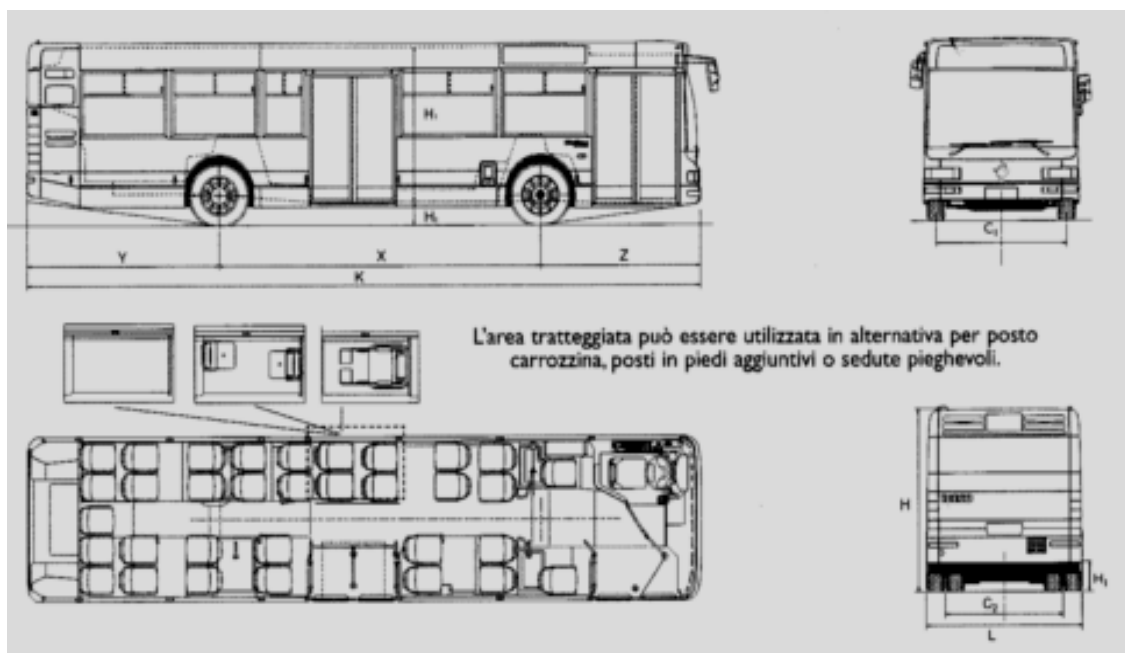 H₁
H₁
Y X Z
K
C₁
L'area tratteggiata può essere utilizzata in alternativa per posto
carrozzina, posti in piedi aggiuntivi o sedute pieghevoli.
H
H₁
C₂
L